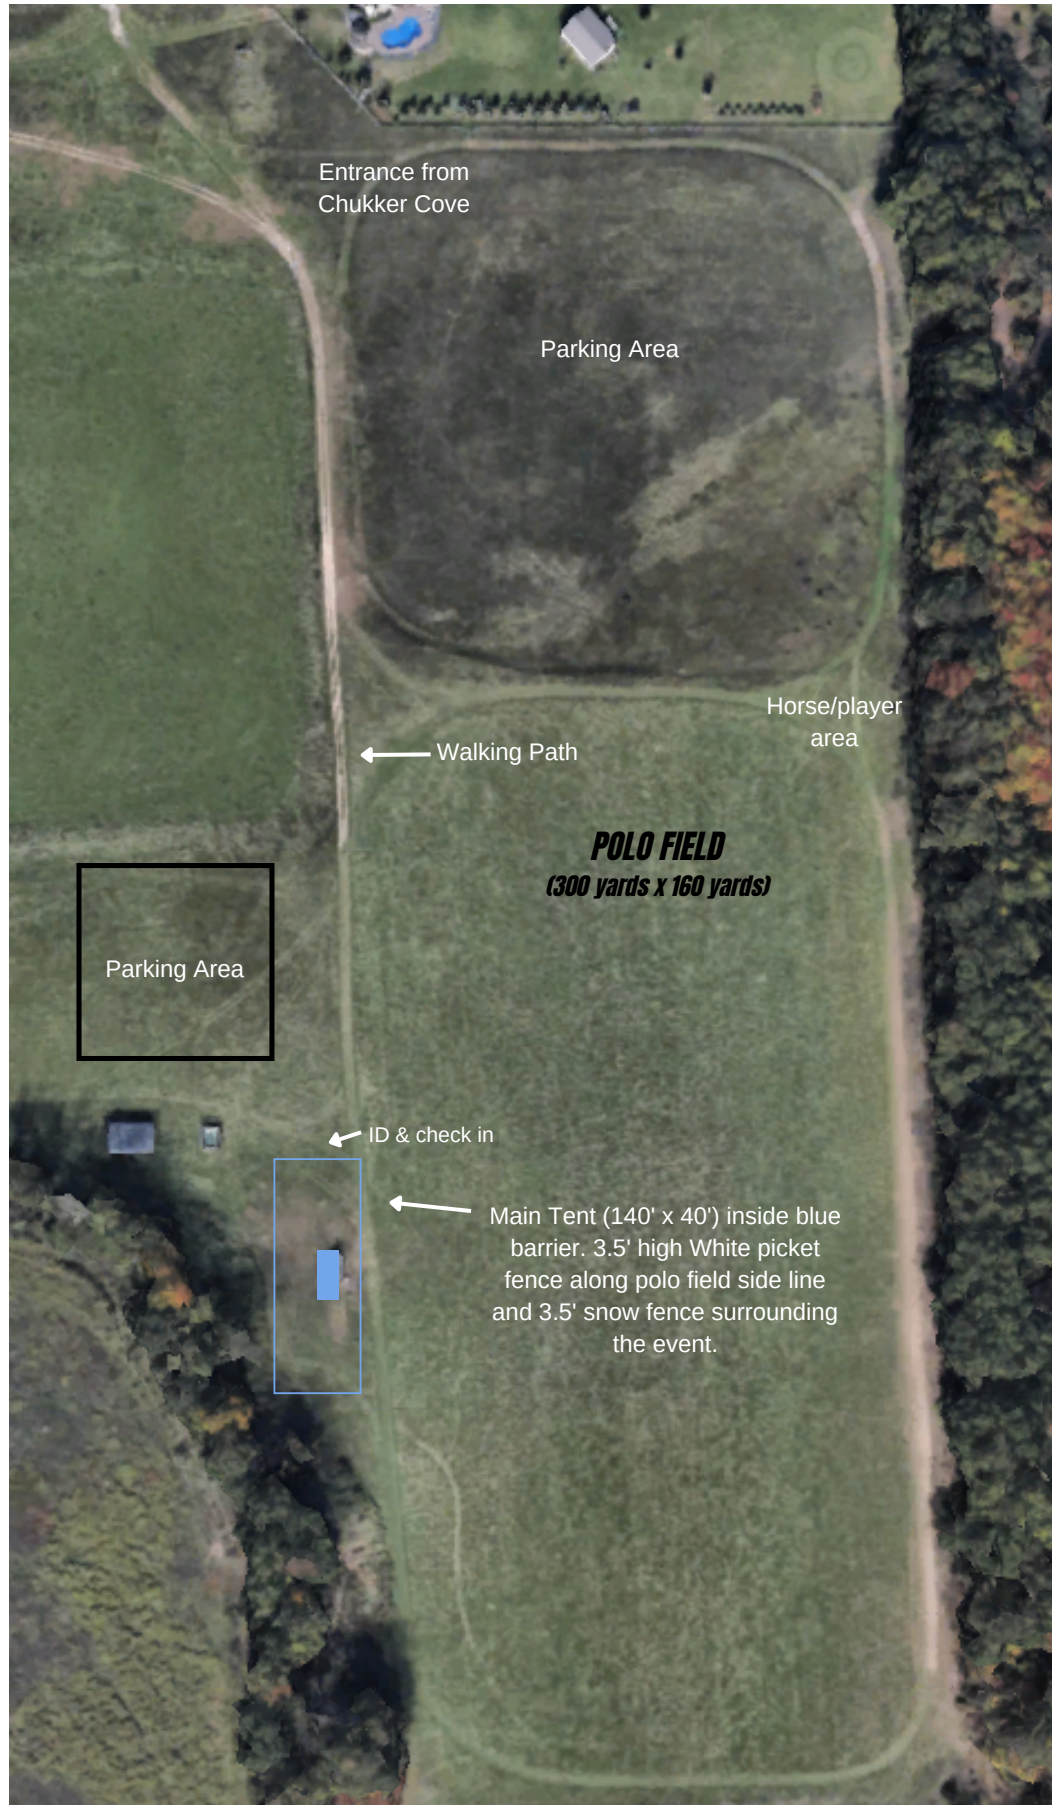 Entrance from
Chukker Cove
Parking Area
Horse/player
area
Walking Path
POLO FIELD
(300 yards x 160 yards)
Parking Area
ID & check in
Main Tent (140' x 40') inside blue
barrier. 3.5' high White picket
fence along polo field side line
and 3.5' snow fence surrounding
the event.